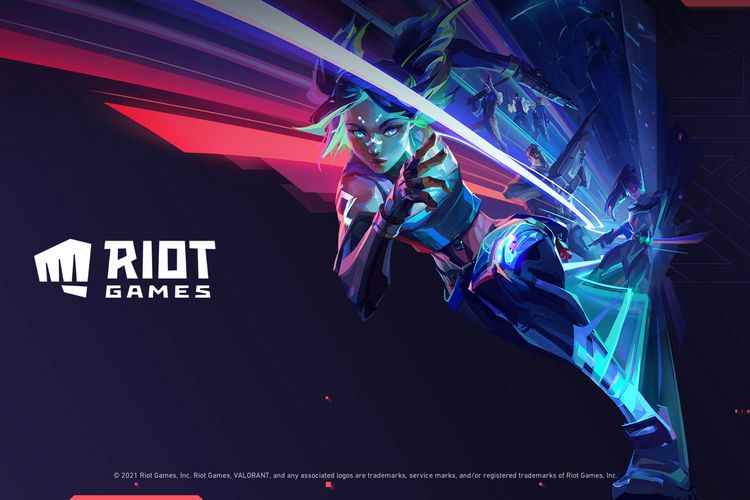 RIOT
GAMES
© 2021 Riot Games, Inc. Riot Games, VALORANT, and any associated logos are trademarks, service marks, and/or registered trademarks of Riot Games, Inc.